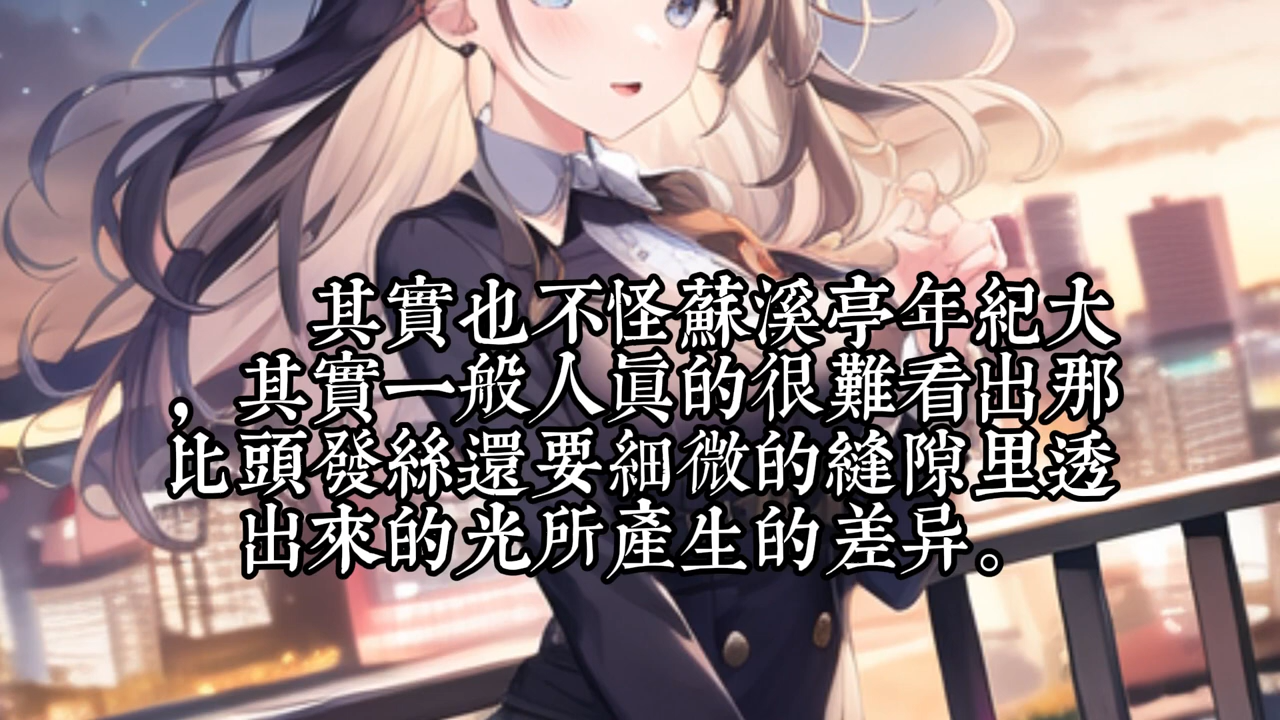 其實也不怪蘇溪亭年紀大
，其實一般人眞的很難看出那
比頭發絲還要細微的縫隙里透
出來的光所產生的差异。